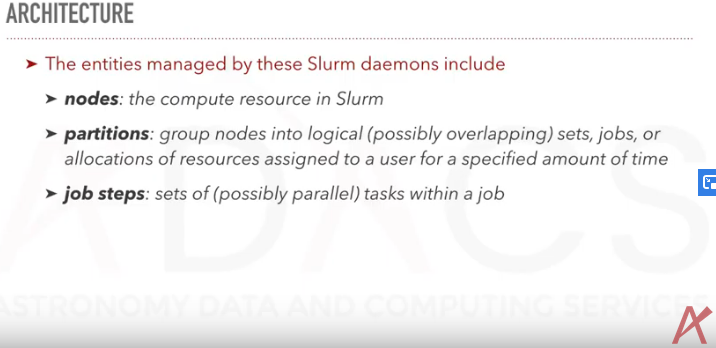 ARCHITECTURE
➤ The entities managed by these Slurm daemons include
➤ nodes: the compute resource in Slurm
➤ partitions: group nodes into logical (possibly overlapping) sets, jobs, or
allocations of resources assigned to a user for a specified amount of time
➤ job steps: sets of (possibly parallel) tasks within a job
ADACS
ASTRONOMY DATA AND COMPUTING SERVICES